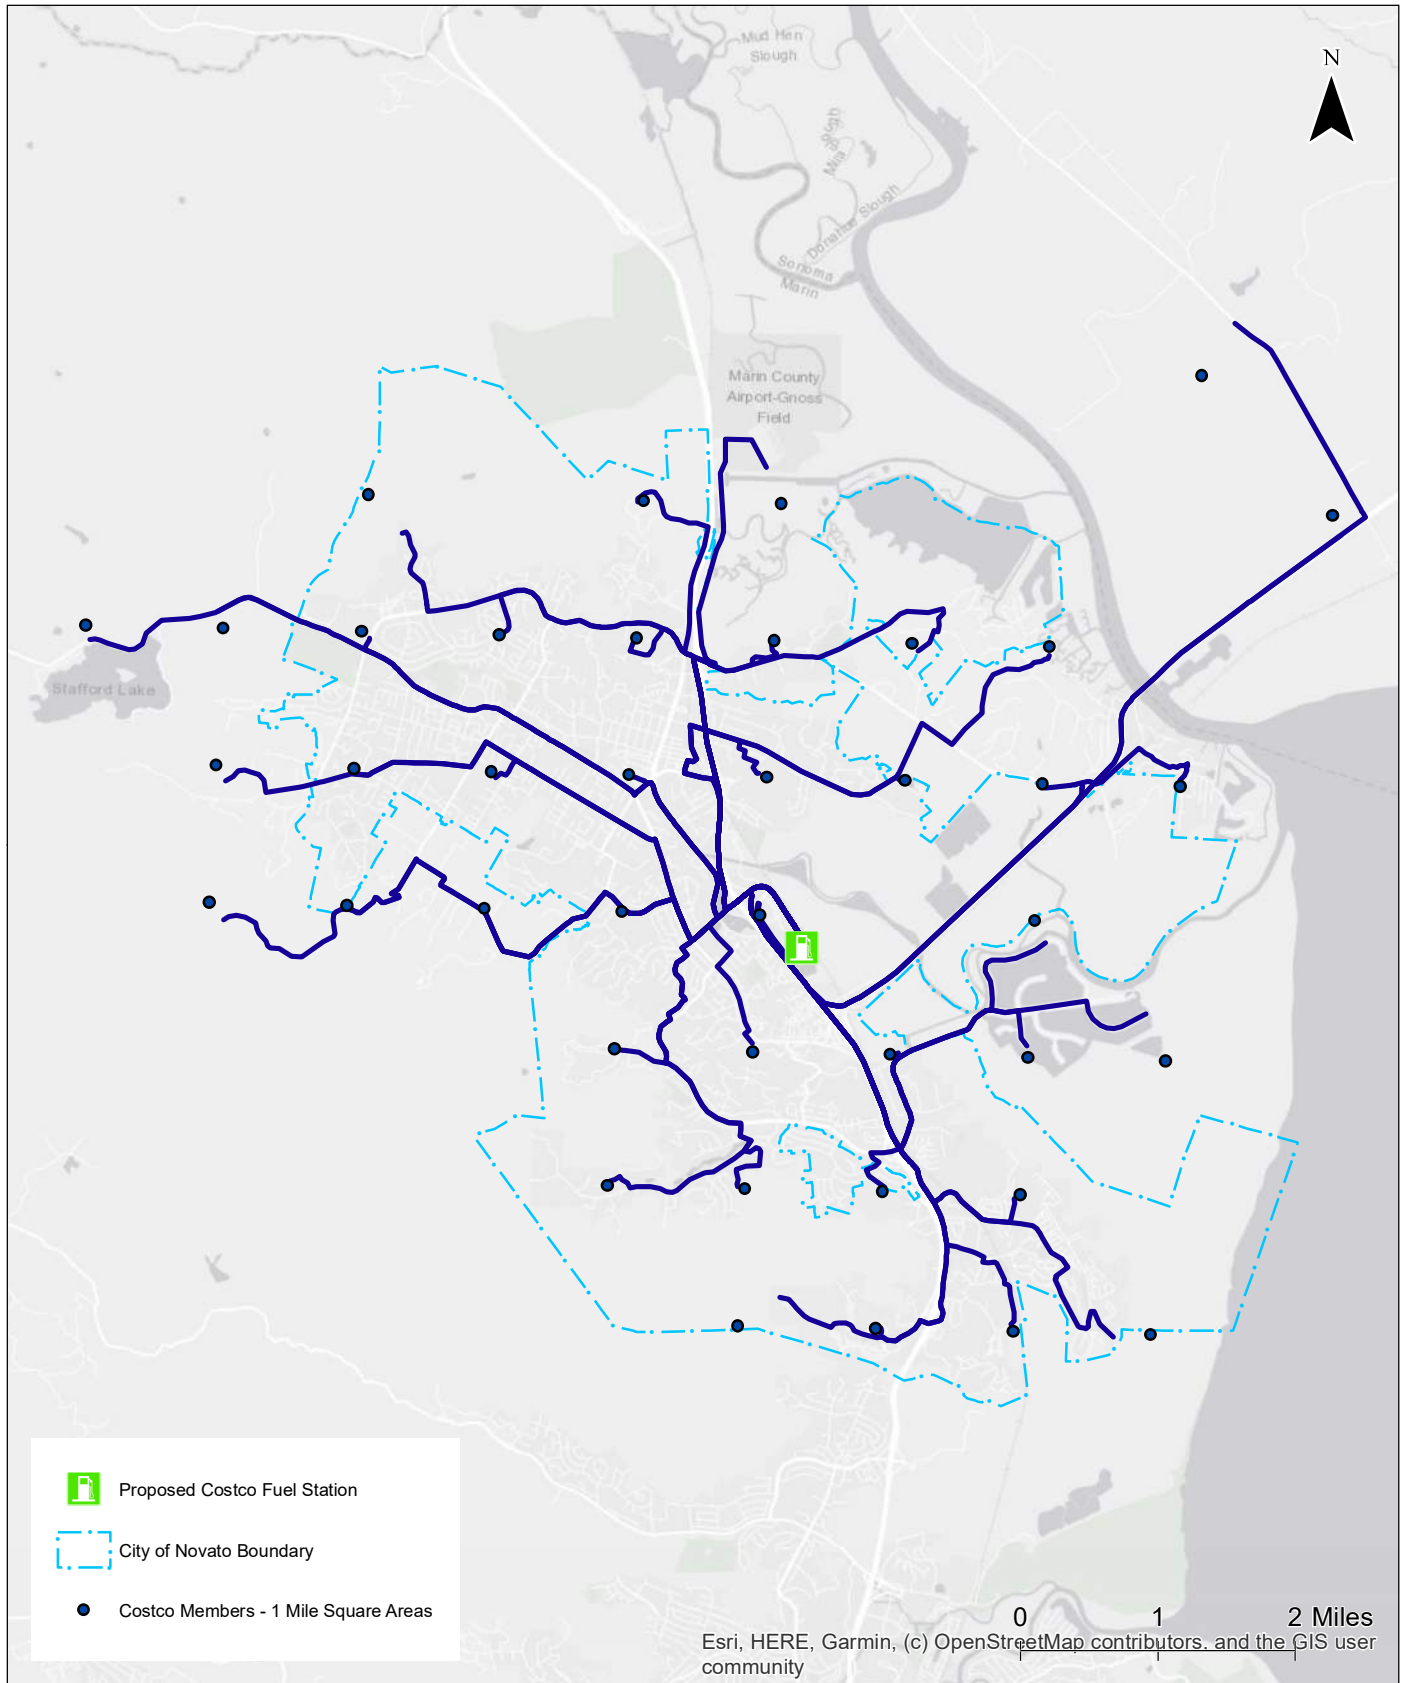 Mud Hen
Slough
N
Mira
Slough
Donahue Slough
Sonoma
Marin
Marin County
Airport-Gnoss
Field
Stafford Lake
Proposed Costco Fuel Station
City of Novato Boundary
Costco Members - 1 Mile Square Areas
0 1 2 Miles
Esri, HERE, Garmin, (c) OpenStreetMap contributors, and the GIS user
community